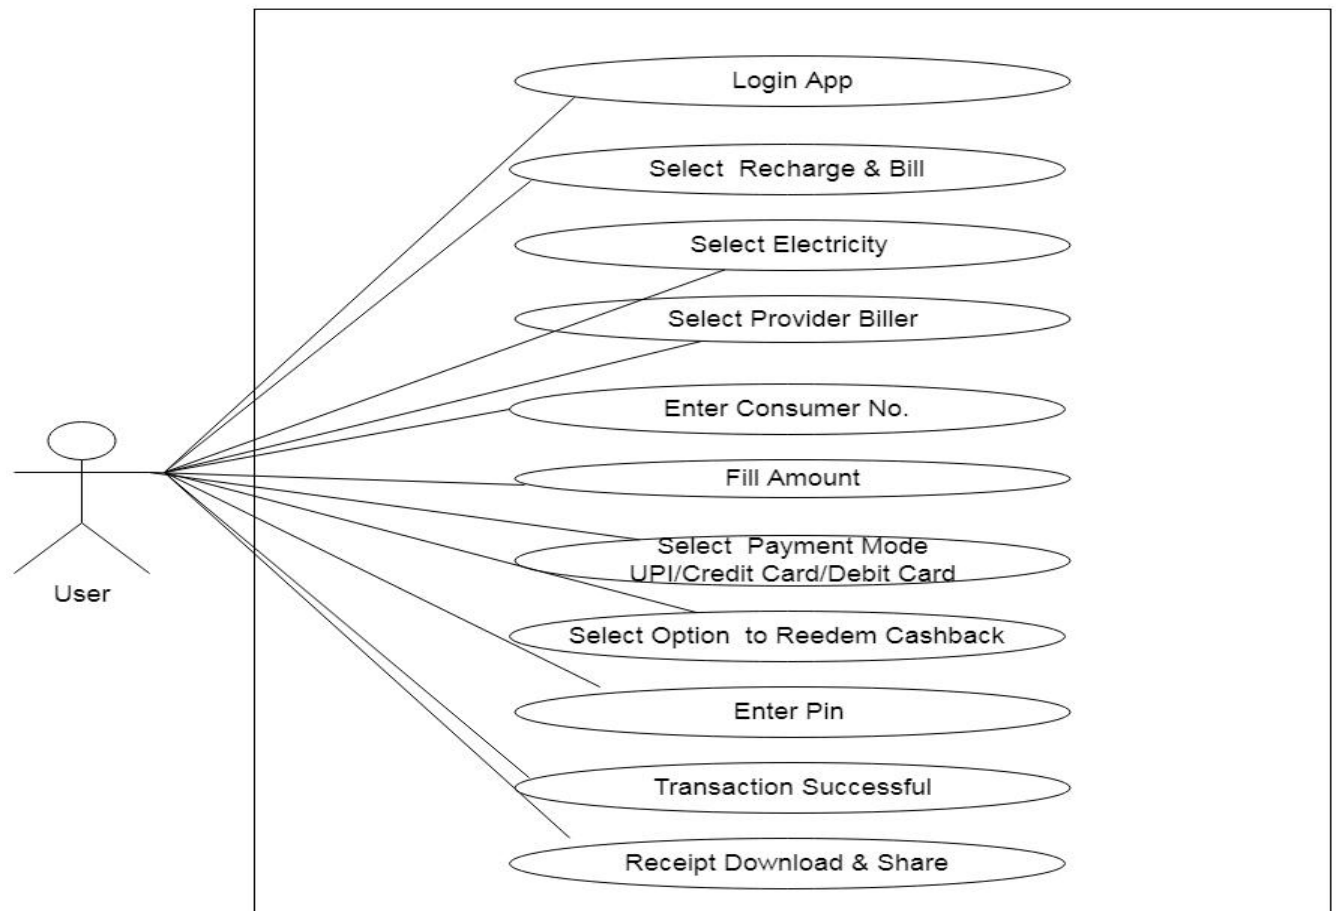 Login App
Select  Recharge & Bill
Select Electricity
Select Provider Biller
Enter Consumer No.
Fill Amount
Select  Payment Mode
UPI/Credit Card/Debit Card
User
Select Option  to Reedem Cashback
Enter Pin
Transaction Successful
Receipt Download & Share